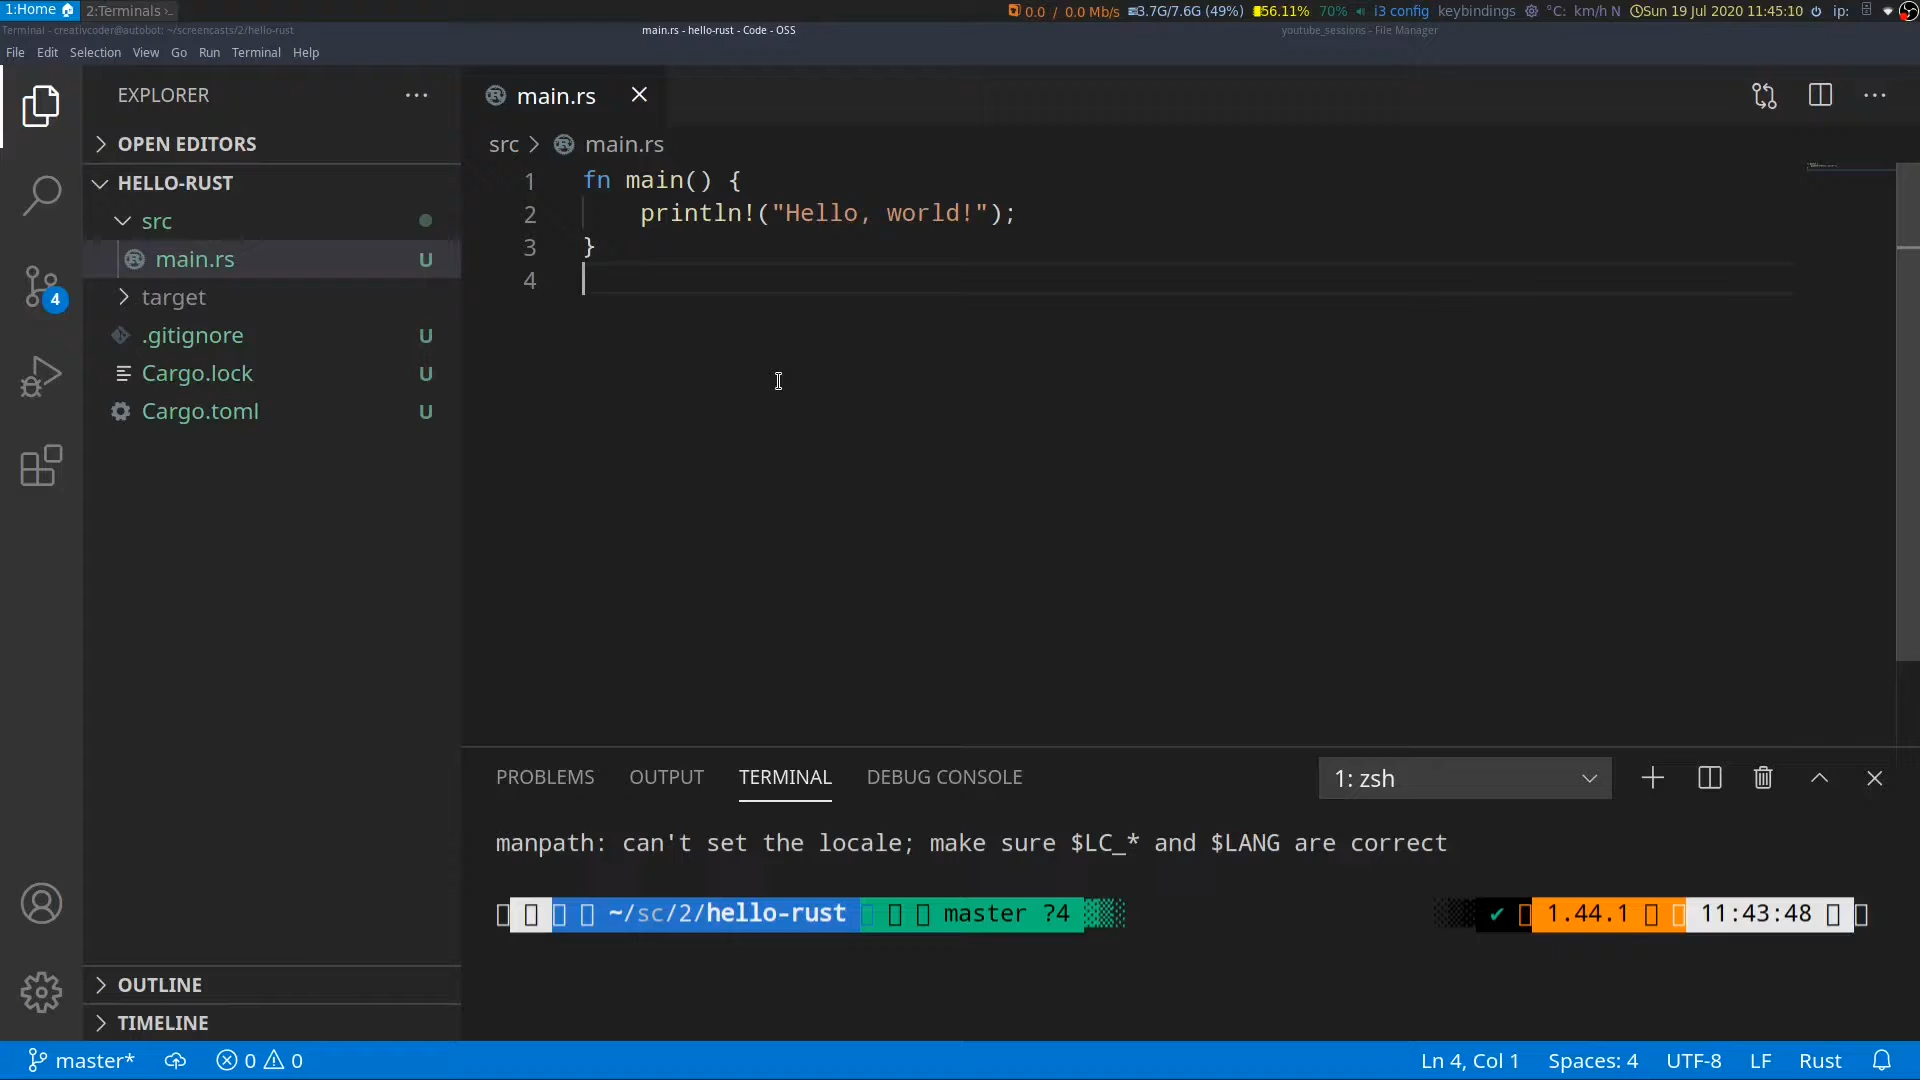 1:Home 2:Terminals
0.0 / 0.0 Mb/s 3.7G/7.6G (49%) 56.11% 70% i3 config keybindings °C: km/h N Sun 19 Jul 2020 11:45:10 ip:
Terminal - creativcoder@autobot: ~/screencasts/2/hello-rust main.rs - hello-rust - Code - OSS youtube_sessions - File Manager
File Edit Selection View Go Run Terminal Help
EXPLORER ···
OPEN EDITORS
HELLO-RUST
src
main.rs U
target
.gitignore U
Cargo.lock U
Cargo.toml U
4
OUTLINE
TIMELINE
main.rs
src > main.rs
1 fn main() {
2 println!("Hello, world!");
3 }
4
PROBLEMS OUTPUT TERMINAL DEBUG CONSOLE 1: zsh
manpath: can't set the locale; make sure $LC_* and $LANG are correct
~/sc/2/hello-rust master ?4 ✔ 1.44.1 11:43:48
master* 0 0 Ln 4, Col 1 Spaces: 4 UTF-8 LF Rust